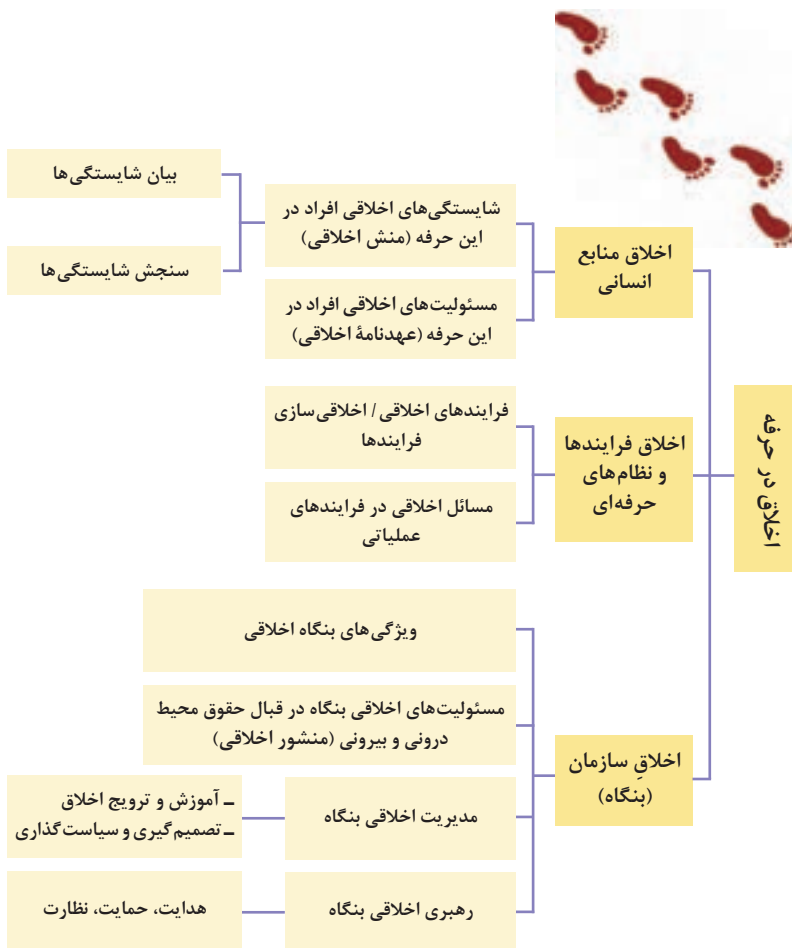 اخلاق در حرفه
اخلاق منابع
انسانی
شایستگی‌های اخلاقی افراد در
این حرفه (منش اخلاقی)
بیان شایستگی‌ها
سنجش شایستگی‌ها
مسئولیت‌های اخلاقی افراد در
این حرفه (عهدنامهٔ اخلاقی)
اخلاق فرایندها
و نظام‌های
حرفه‌ای
فرایندهای اخلاقی / اخلاقی‌سازی
فرایندها
مسائل اخلاقی در فرایندهای
عملیاتی
اخلاقِ سازمان
(بنگاه)
ویژگی‌های بنگاه اخلاقی
مسئولیت‌های اخلاقی بنگاه در قبال حقوق محیط
درونی و بیرونی (منشور اخلاقی)
مدیریت اخلاقی بنگاه
ـ آموزش و ترویج اخلاق
ـ تصمیم‌گیری و سیاست‌گذاری
رهبری اخلاقی بنگاه
هدایت، حمایت، نظارت